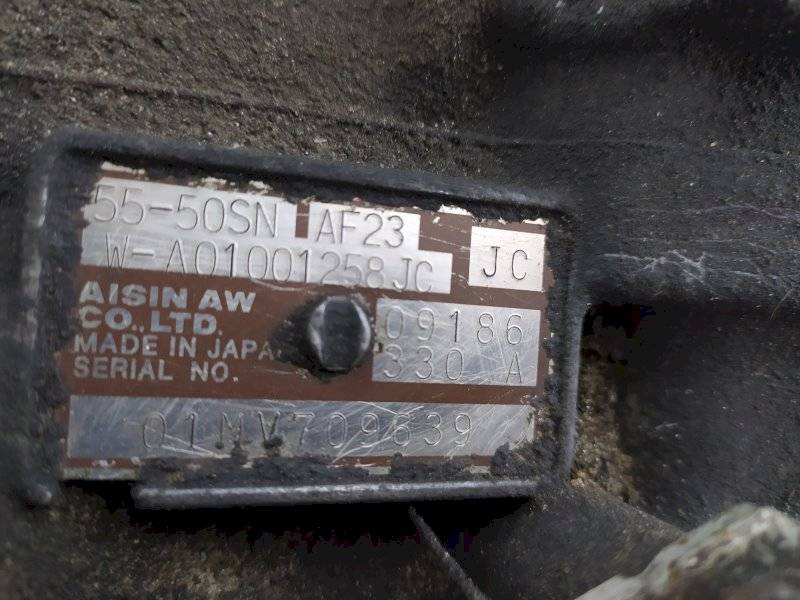 55-50SN AF23
W-A01001258JC JC
AISIN AW
CO.,LTD.
MADE IN JAPA
SERIAL NO.
09186
330 A
01MV709639